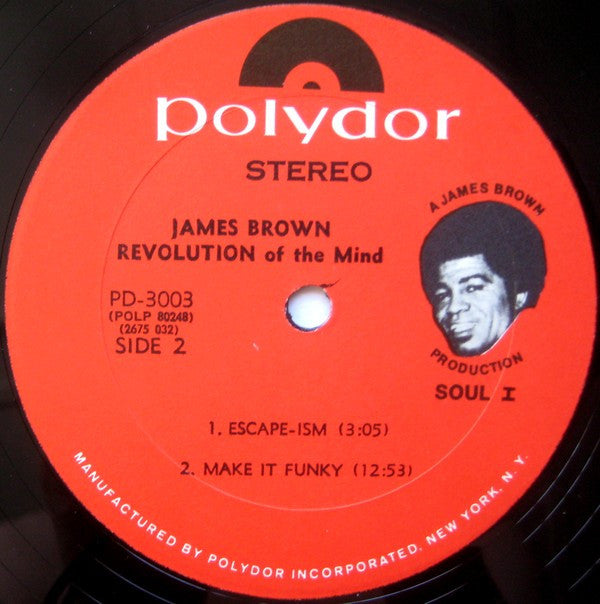 polydor
STEREO
JAMES BROWN
REVOLUTION of the Mind
PD-3003
(POLP 80248)
(2675 032)
SIDE 2
A JAMES BROWN
PRODUCTION
SOUL I
1. ESCAPE-ISM (3:05)
2. MAKE IT FUNKY (12:53)
MANUFACTURED BY POLYDOR INCORPORATED, NEW YORK, N. Y.